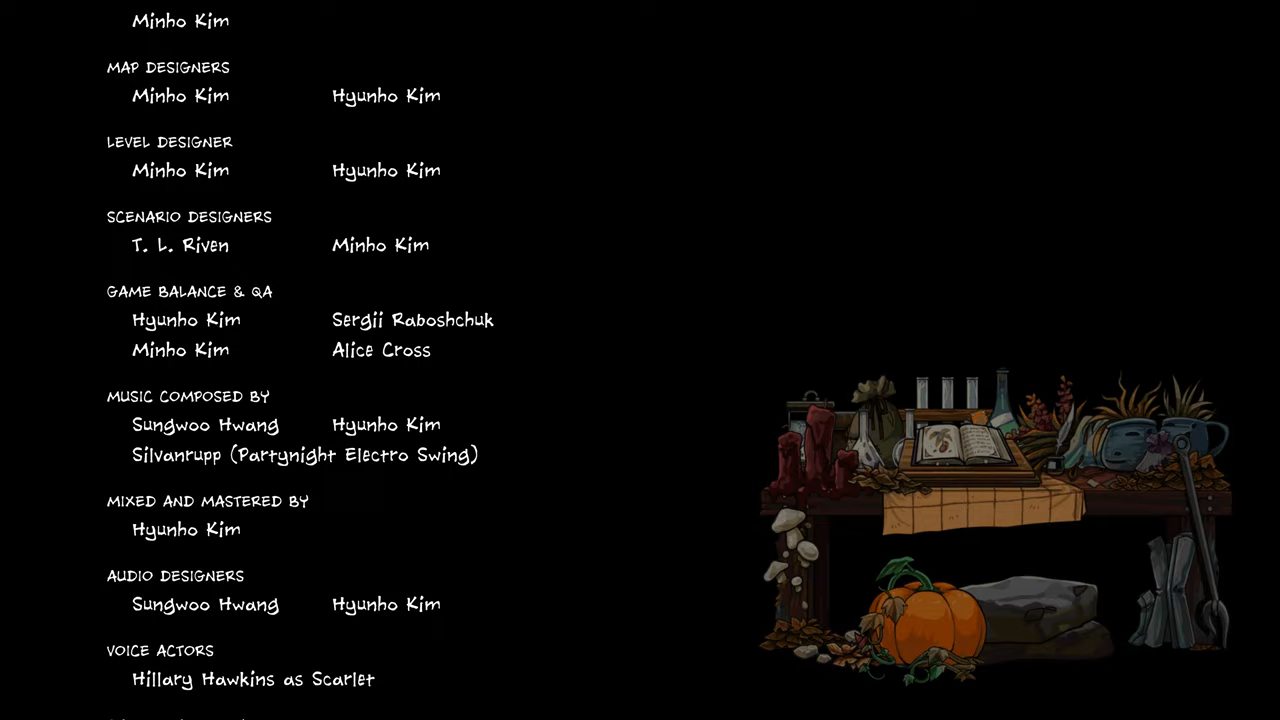 Minho Kim
MAP DESIGNERS
Minho Kim Hyunho Kim
LEVEL DESIGNER
Minho Kim Hyunho Kim
SCENARIO DESIGNERS
T. L. Riven Minho Kim
GAME BALANCE & QA
Hyunho Kim Sergii Raboshchuk
Minho Kim Alice Cross
MUSIC COMPOSED BY
Sungwoo Hwang Hyunho Kim
Silvanrupp (Partynight Electro Swing)
MIXED AND MASTERED BY
Hyunho Kim
AUDIO DESIGNERS
Sungwoo Hwang Hyunho Kim
VOICE ACTORS
Hillary Hawkins as Scarlet